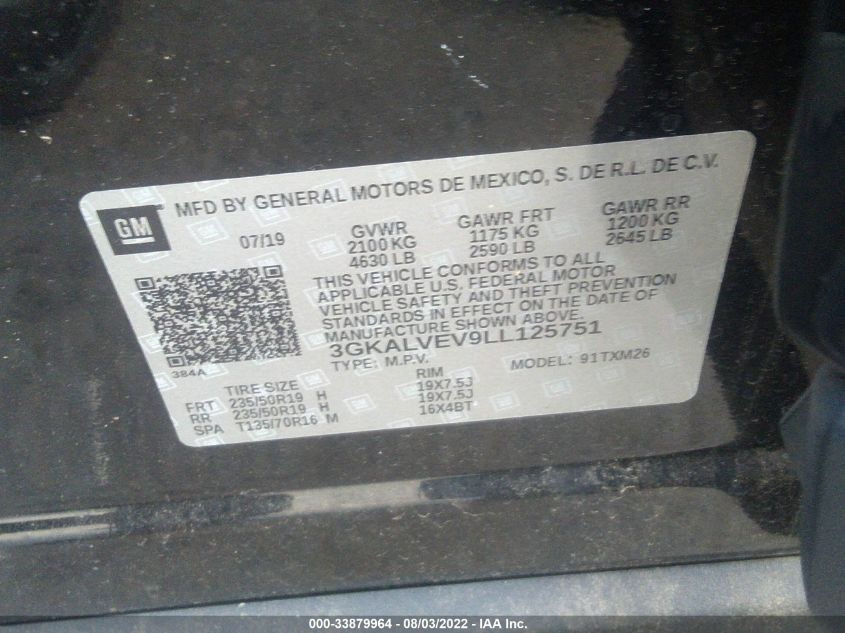 GM
MFD BY GENERAL MOTORS DE MEXICO, S. DE R.L. DE C.V.
07/19 GVWR GAWR FRT GAWR RR
2100 KG 1175 KG 1200 KG
4630 LB 2590 LB 2645 LB
THIS VEHICLE CONFORMS TO ALL
APPLICABLE U.S. FEDERAL MOTOR
VEHICLE SAFETY AND THEFT PREVENTION
STANDARDS IN EFFECT ON THE DATE OF
MANUFACTURE SHOWN ABOVE.
3GKALVEV9LL125751
384A TYPE: M.P.V. MODEL: 91TXM26
TIRE SIZE RIM
FRT 235/50R19 H 19X7.5J
RR 235/50R19 H 19X7.5J
SPA T135/70R16 M 16X4BT
000-33879964 - 08/03/2022 - IAA Inc.